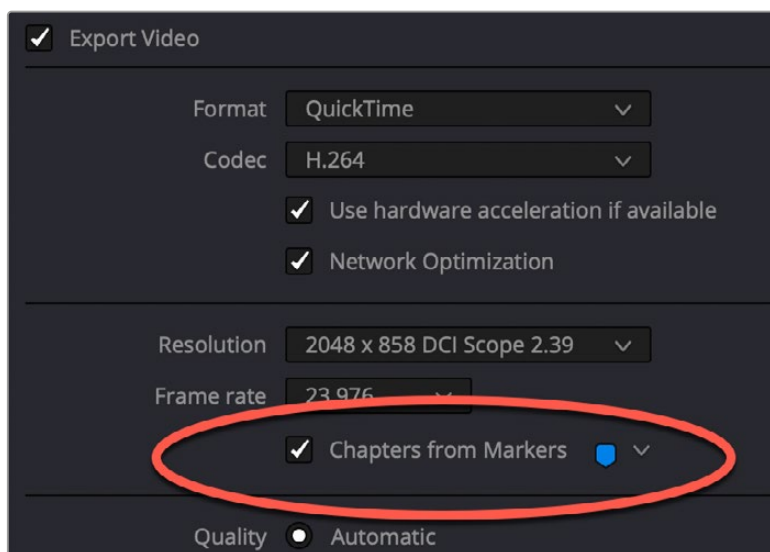 Export Video
Format QuickTime
Codec H.264
Use hardware acceleration if available
Network Optimization
Resolution 2048 x 858 DCI Scope 2.39
Frame rate 23.976
Chapters from Markers
Quality Automatic